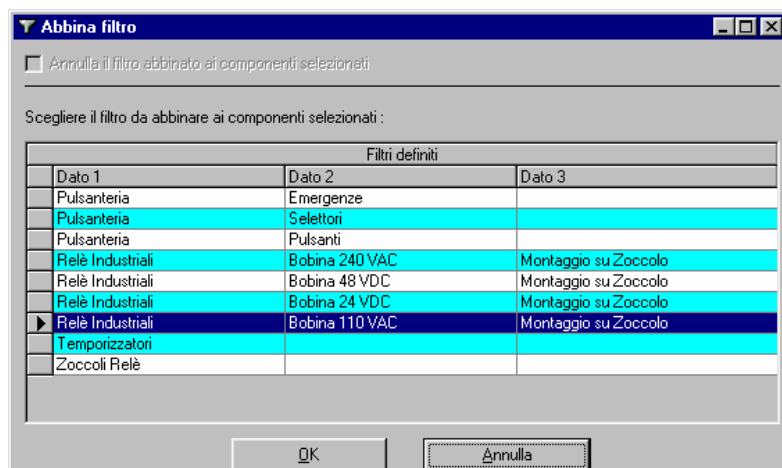 Abbina filtro
Annulla il filtro abbinato ai componenti selezionati
Scegliere il filtro da abbinare ai componenti selezionati :
Filtri definiti
Dato 1 Dato 2 Dato 3
Pulsanteria Emergenze
Pulsanteria Selettori
Pulsanteria Pulsanti
Relè Industriali Bobina 240 VAC Montaggio su Zoccolo
Relè Industriali Bobina 48 VDC Montaggio su Zoccolo
Relè Industriali Bobina 24 VDC Montaggio su Zoccolo
Relè Industriali Bobina 110 VAC Montaggio su Zoccolo
Temporizzatori
Zoccoli Relè
OK Annulla